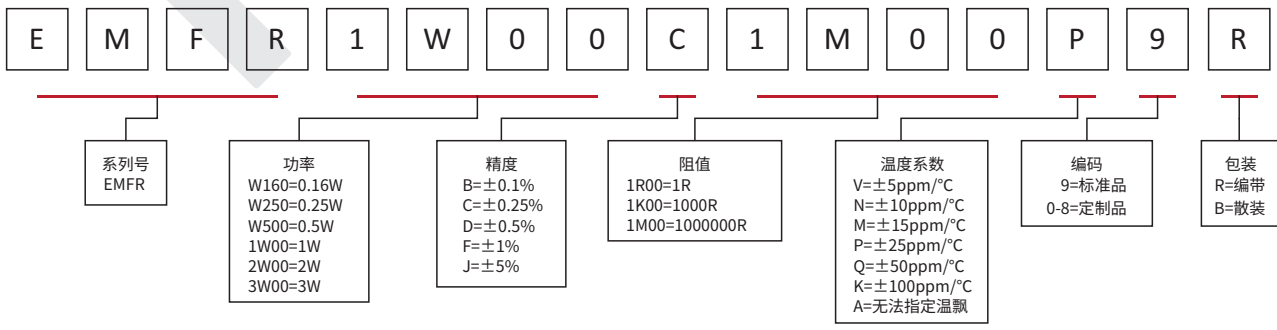 E M F R 1 W 0 0 C 1 M 0 0 P 9 R
系列号
EMFR
功率
W160=0.16W
W250=0.25W
W500=0.5W
1W00=1W
2W00=2W
3W00=3W
精度
B=±0.1%
C=±0.25%
D=±0.5%
F=±1%
J=±5%
阻值
1R00=1R
1K00=1000R
1M00=1000000R
温度系数
V=±5ppm/°C
N=±10ppm/°C
M=±15ppm/°C
P=±25ppm/°C
Q=±50ppm/°C
K=±100ppm/°C
A=无法指定温飘
编码
9=标准品
0-8=定制品
包装
R=编带
B=散装